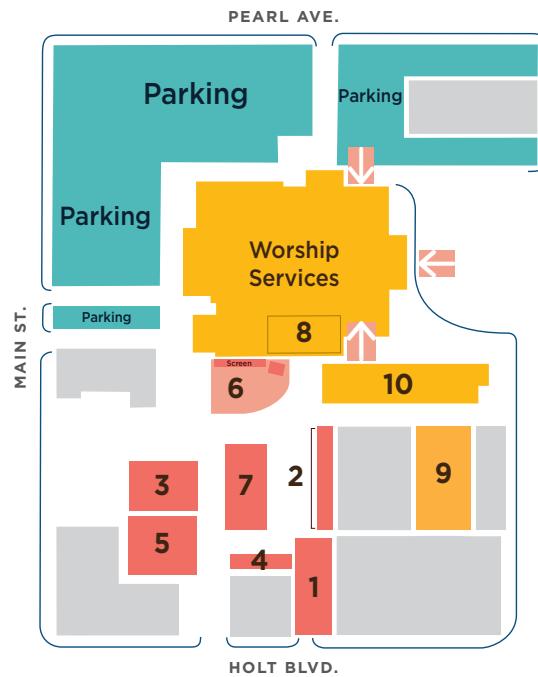 PEARL AVE.
Parking
Parking
Parking
Worship
Services
MAIN ST.
Parking
8
Screen
6
10
3
7
2
9
5
4
1
HOLT BLVD.